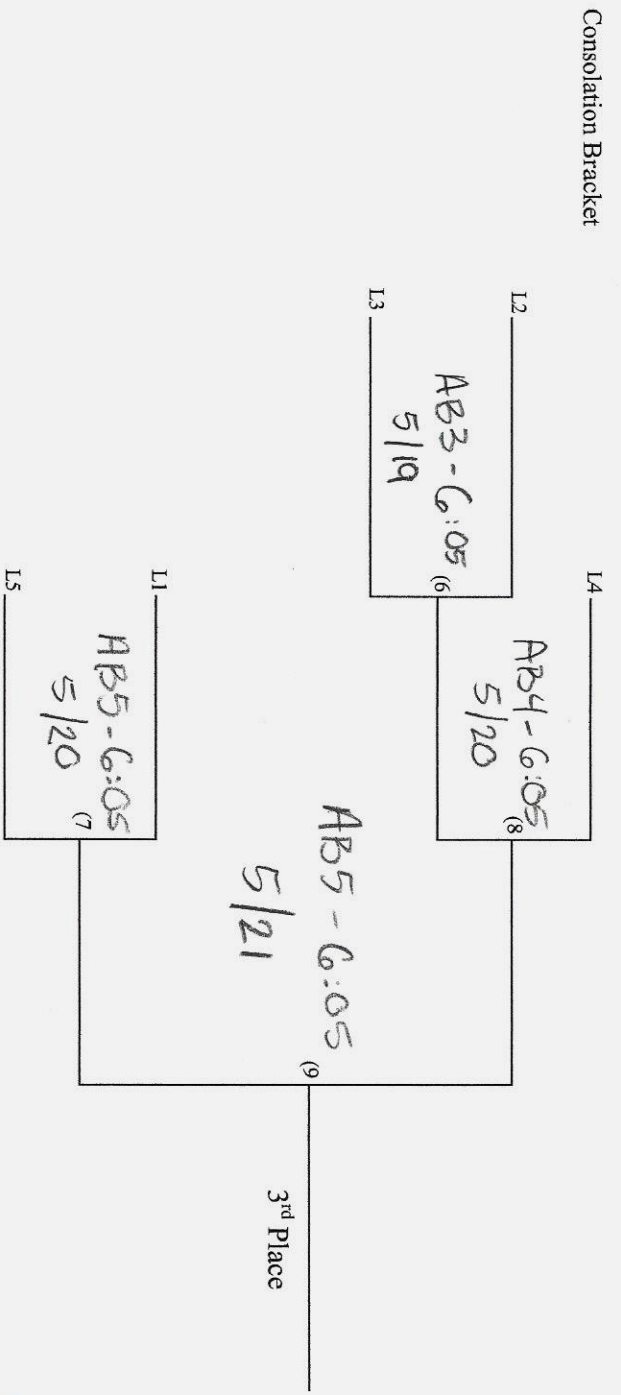 Consolation Bracket
L4
L2
AB4 - 6:05
5/20
(8
AB3 - 6:05
5/19
(6
L3
AB5 - 6:05
5/21
(9
3rd Place
L1
AB5 - 6:05
5/20
(7
L5